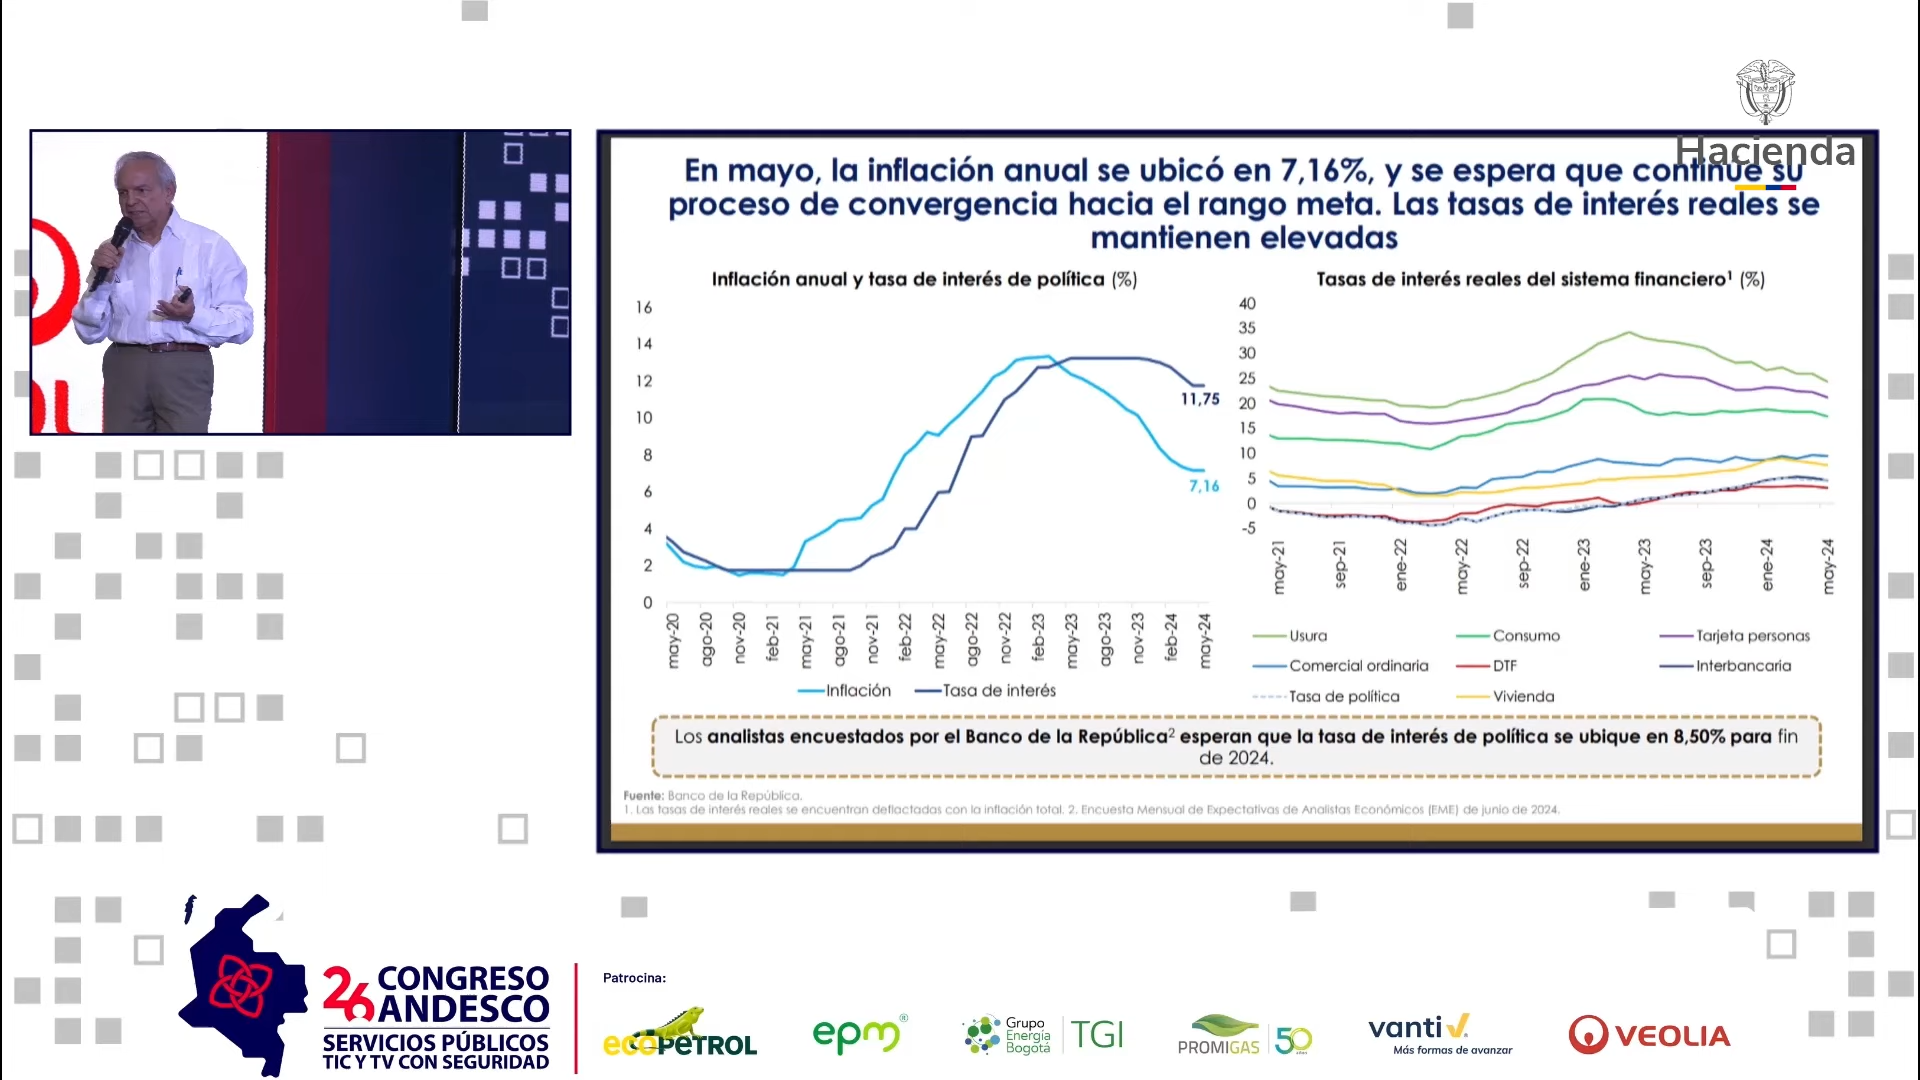 Hacienda
En mayo, la inflación anual se ubicó en 7,16%, y se espera que continúe su
proceso de convergencia hacia el rango meta. Las tasas de interés reales se
mantienen elevadas
Inflación anual y tasa de interés de política (%)
16
14
12
10
8
6
4
2
0
11,75
7,16
may-20
ago-20
nov-20
feb-21
may-21
ago-21
nov-21
feb-22
may-22
ago-22
nov-22
feb-23
may-23
ago-23
nov-23
feb-24
may-24
Inflación
Tasa de interés
Tasas de interés reales del sistema financiero¹ (%)
40
35
30
25
20
15
10
5
0
-5
may-21
sep-21
ene-22
may-22
sep-22
ene-23
may-23
sep-23
ene-24
may-24
Usura
Consumo
Tarjeta personas
Comercial ordinaria
DTF
Interbancaria
Tasa de política
Vivienda
Los analistas encuestados por el Banco de la República² esperan que la tasa de interés de política se ubique en 8,50% para fin
de 2024.
Fuente: Banco de la República.
1. Las tasas de interés reales se encuentran deflactadas con la inflación total. 2. Encuesta Mensual de Expectativas de Analistas Económicos (EME) de junio de 2024.
26 CONGRESO
ANDESCO
SERVICIOS PÚBLICOS
TIC Y TV CON SEGURIDAD
Patrocina:
ecopetrol
epm®
Grupo
Energía
Bogotá
TGI
PROMIGAS
50
vanti
Más formas de avanzar
VEOLIA